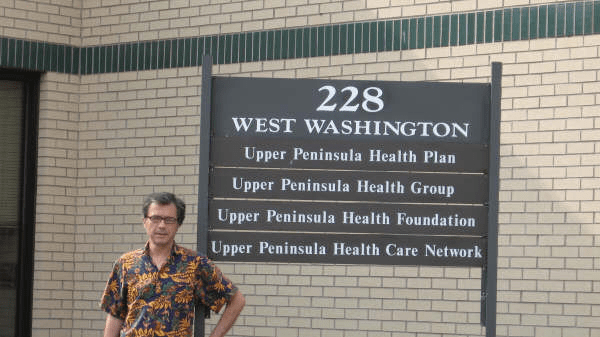 228
WEST WASHINGTON
Upper Peninsula Health Plan
Upper Peninsula Health Group
Upper Peninsula Health Foundation
Upper Peninsula Health Care Network